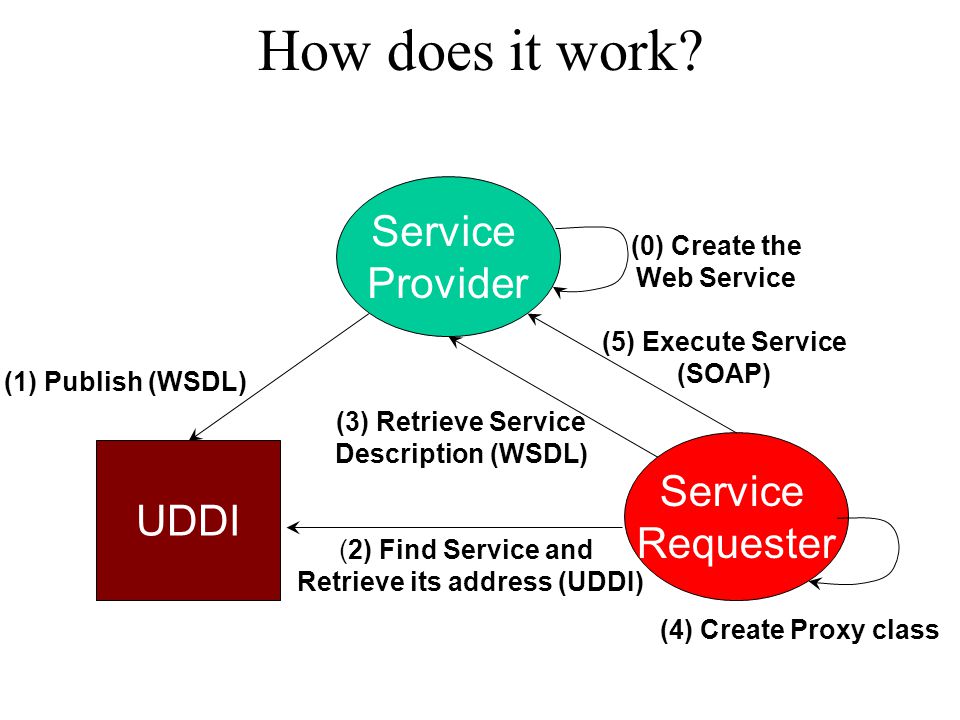 How does it work?
Service
Provider
(0) Create the
Web Service
(5) Execute Service
(SOAP)
(1) Publish (WSDL)
(3) Retrieve Service
Description (WSDL)
UDDI
Service
Requester
(2) Find Service and
Retrieve its address (UDDI)
(4) Create Proxy class